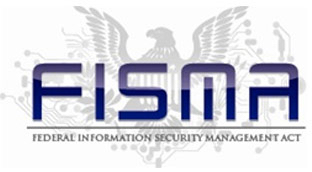 FISMA
FEDERAL INFORMATION SECURITY MANAGEMENT ACT